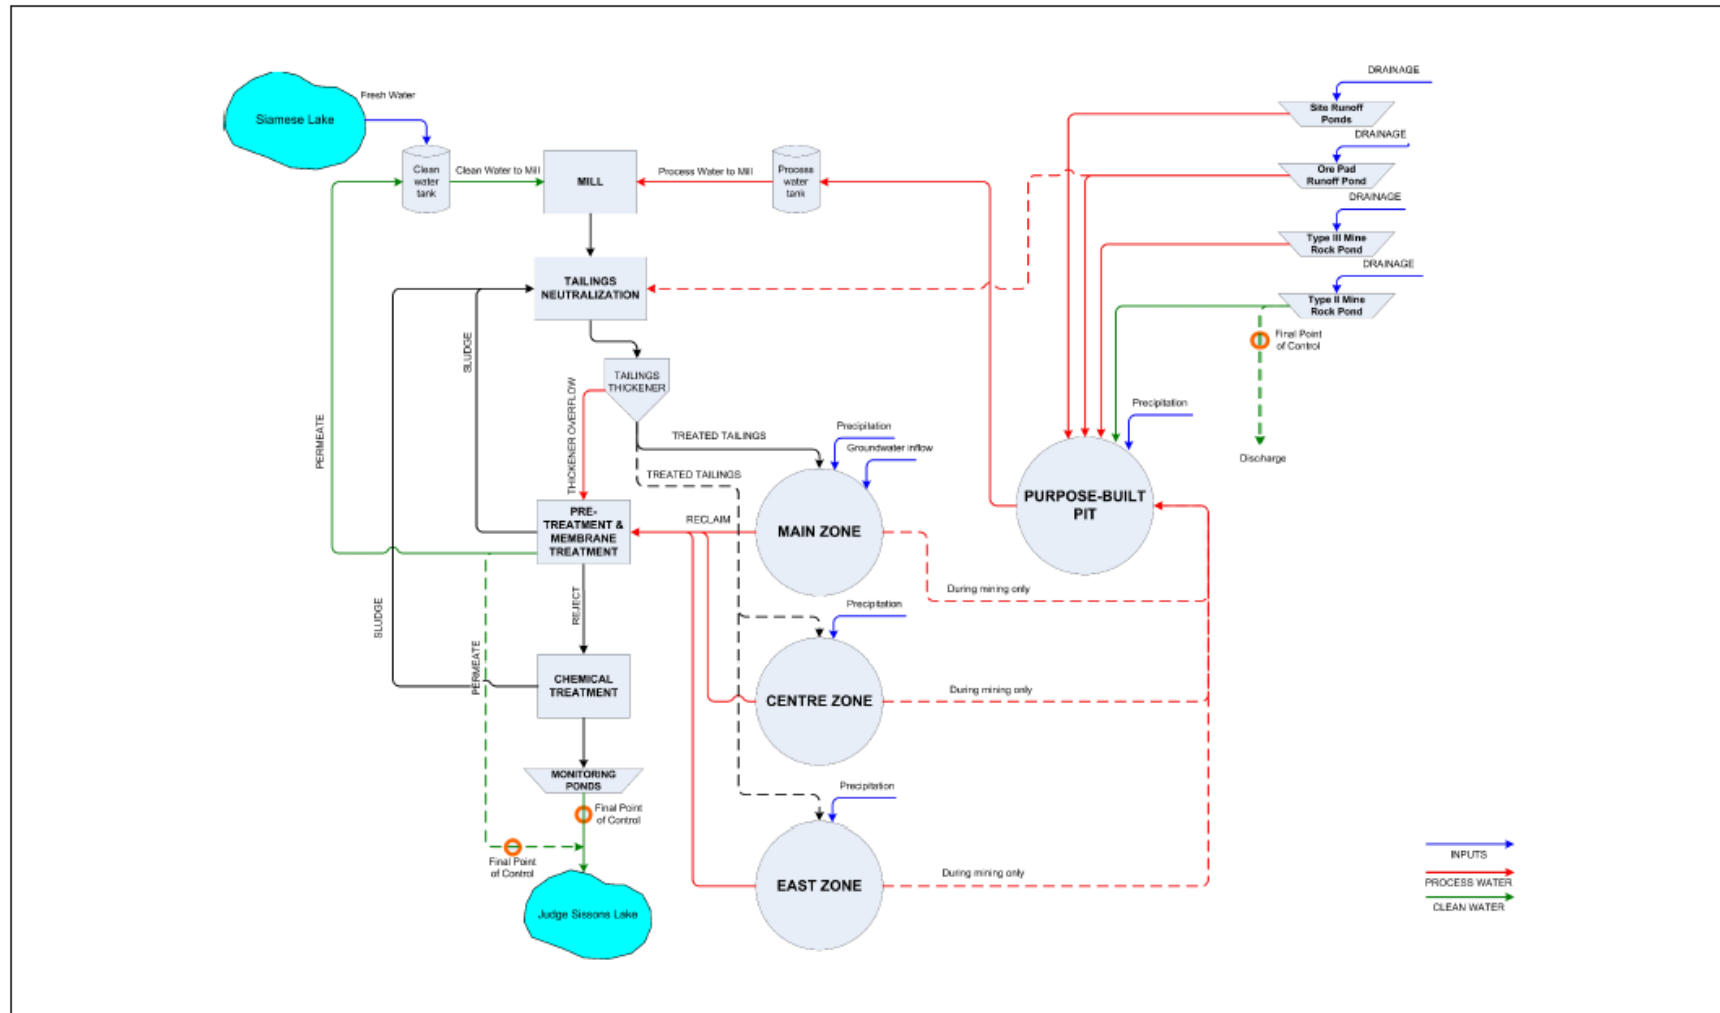 DRAINAGE
Site Runoff
Ponds
Fresh Water
Siamese Lake
DRAINAGE
Clean
water
tank
Clean Water to Mill
MILL
Process Water to Mill
Process
water
tank
Ore Pad
Runoff Pond
DRAINAGE
Type III Mine
Rock Pond
DRAINAGE
TAILINGS
NEUTRALIZATION
Type II Mine
Rock Pond
Final Point
of Control
SLUDGE
TAILINGS
THICKENER
THICKENER OVERFLOW
PERMEATE
Precipitation
Precipitation
TREATED TAILINGS
Groundwater inflow
Discharge
TREATED TAILINGS
PURPOSE-BUILT
PIT
PRE-
TREATMENT &
MEMBRANE
TREATMENT
RECLAIM
MAIN ZONE
During mining only
REJECT
SLUDGE
PERMEATE
Precipitation
CHEMICAL
TREATMENT
CENTRE ZONE
During mining only
MONITORING
PONDS
Precipitation
Final Point
of Control
Final Point
of Control
EAST ZONE
During mining only
Judge Sissons Lake
INPUTS
PROCESS WATER
CLEAN WATER